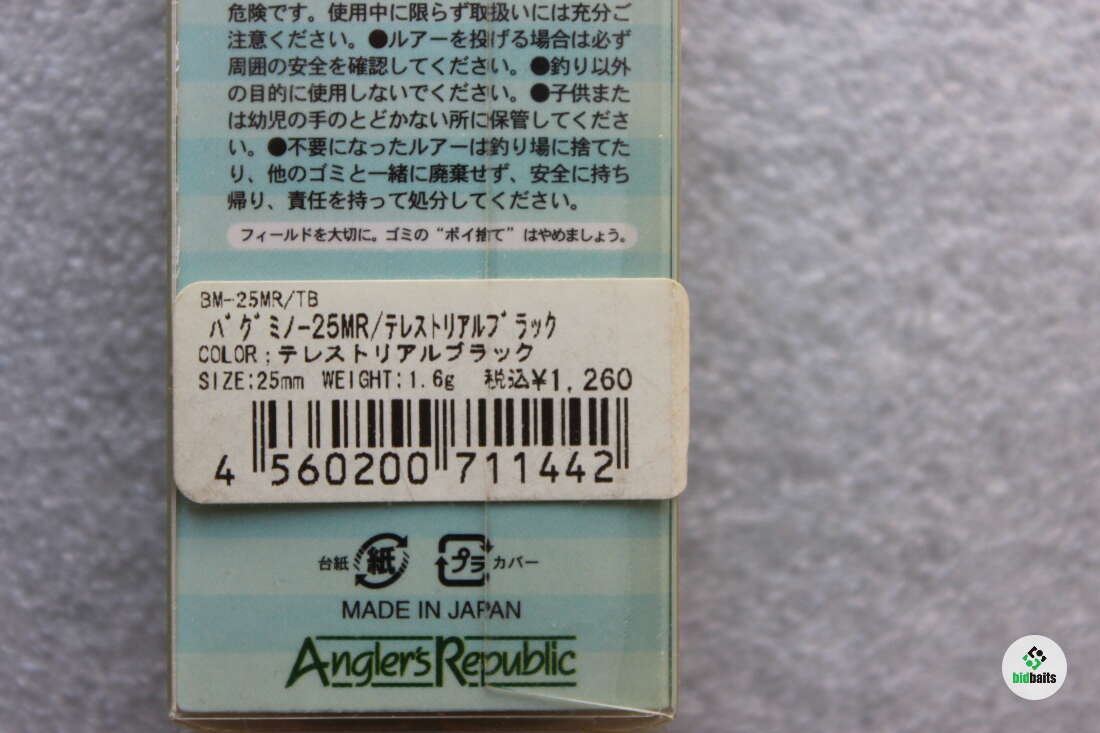 危険です。使用中に限らず取扱いには充分ご
注意ください。●ルアーを投げる場合は必ず
周囲の安全を確認してください。●釣り以外
の目的に使用しないでください。●子供また
は幼児の手のとどかない所に保管してくださ
い。●不要になったルアーは釣り場に捨てた
り、他のゴミと一緒に廃棄せず、安全に持ち
帰り、責任を持って処分してください。
フィールドを大切に。ゴミの“ポイ捨て”はやめましょう。
BM-25MR/TB
バグミノー25MR/テレストリアルブラック
COLOR:テレストリアルブラック
SIZE:25mm WEIGHT:1.6g 税込¥1,260
4 560200 711442
台紙 紙 プラ カバー
MADE IN JAPAN
Angler's Republic
bidbaits